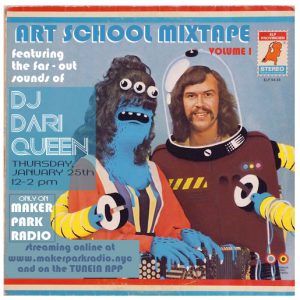 ART SCHOOL MIXTAPE
VOLUME I
featuring
the far-out
sounds of
DJ
DARI
QUEEN
THURSDAY,
JANUARY 25th
12-2 pm
ONLY ON
MAKER
PARK
RADIO
streaming online at
www.makerparkradio.nyc
and on the TUNEIN APP
STEREO